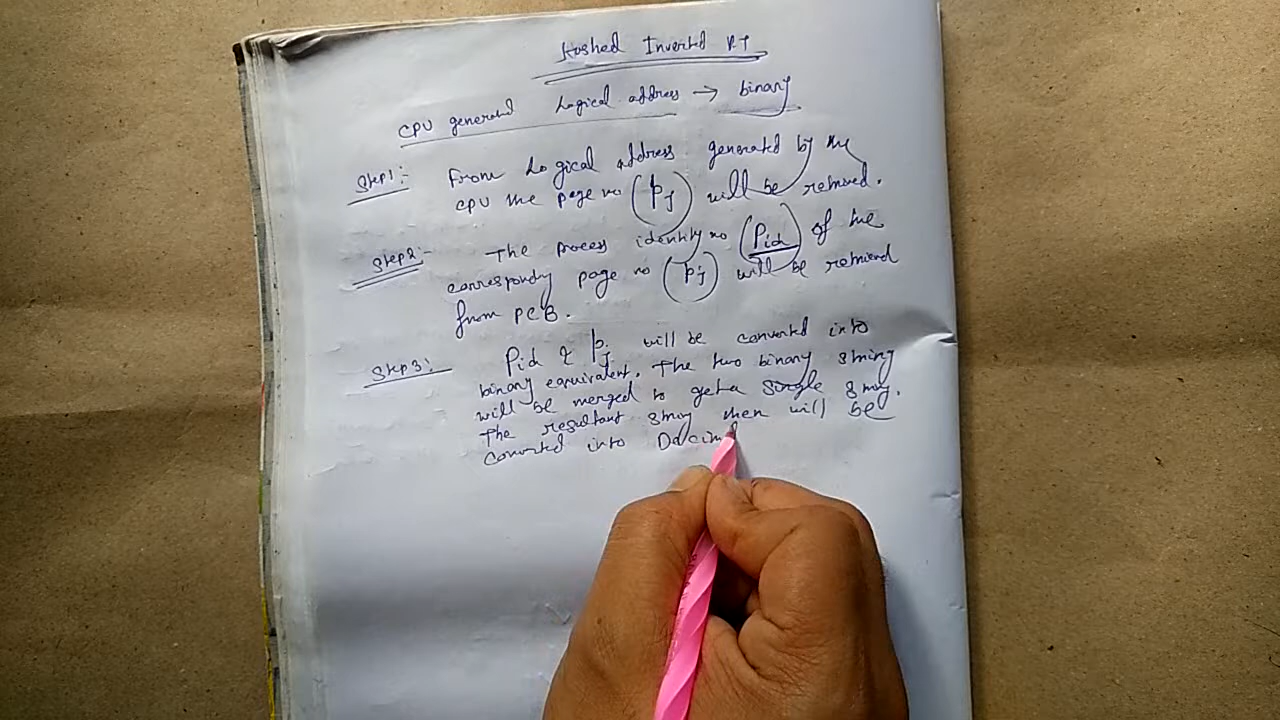 Hashed Inverted P.T
CPU generated Logical address → binary
Step1:- From Logical address generated by the
CPU the page no (Pj) will be retrieved.
Step2:- The process identity no (Pid) of the
correspondy page no (Pj) will be retrieved
from PCB.
Step3:- Pid & Pj will be converted into
binary equivalent. The two binary string
will be merged to get a single string.
The resultant string then will be
converted into Decim